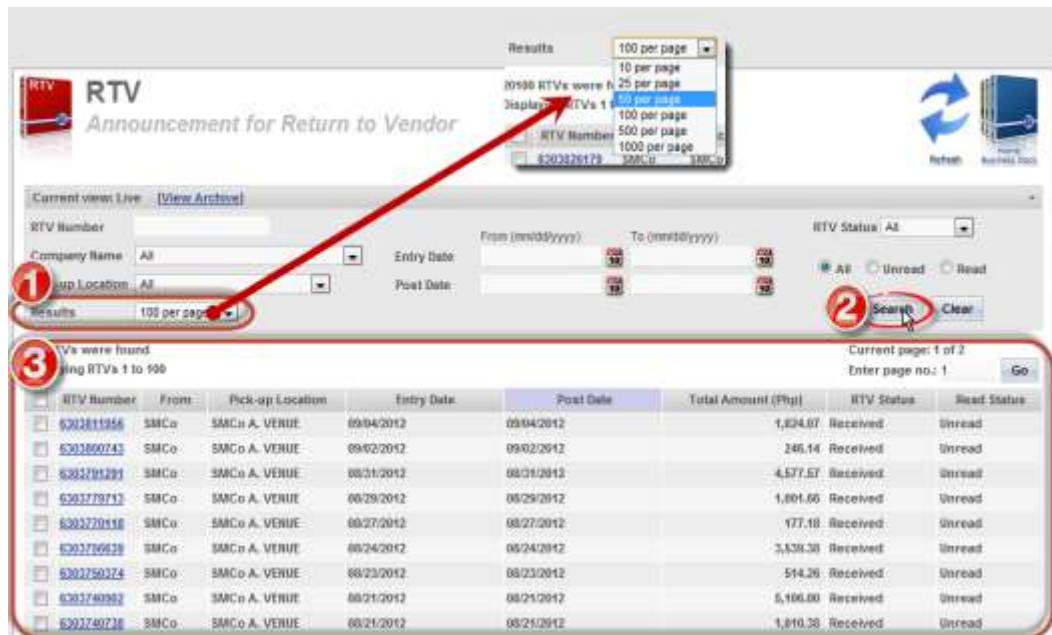 Results 100 per page
10 per page
25 per page
50 per page
100 per page
500 per page
1000 per page
RTVs were
RTVs 1
RTV Number
6303826179 SMCo
RTV
RTV
Announcement for Return to Vendor
Refresh
Current view: Live [View Archive]
RTV Number
From (mm/dd/yyyy) To (mm/dd/yyyy)
RTV Status All
Company Name All
Entry Date
All Unread Read
1
up Location All
Post Date
Results 100 per page
2
Search Clear
3
were found
Current page: 1 of 2
ying RTVs 1 to 100
Enter page no.: 1 Go
RTV Number From Pick-up Location Entry Date Post Date Total Amount (Php) RTV Status Read Status
6303811956 SMCo SMCo A. VENUE 09/04/2012 09/04/2012 1,824.07 Received Unread
6303800743 SMCo SMCo A. VENUE 09/02/2012 09/02/2012 246.14 Received Unread
6303791291 SMCo SMCo A. VENUE 08/31/2012 08/31/2012 4,577.57 Received Unread
6303779713 SMCo SMCo A. VENUE 08/29/2012 08/29/2012 1,001.66 Received Unread
6303770118 SMCo SMCo A. VENUE 08/27/2012 08/27/2012 177.18 Received Unread
SMCo SMCo A. VENUE 08/24/2012 08/24/2012 3,539.38 Received Unread
6303750374 SMCo SMCo A. VENUE 08/23/2012 08/23/2012 514.26 Received Unread
6303740902 SMCo SMCo A. VENUE 08/21/2012 08/21/2012 5,106.00 Received Unread
6303740738 SMCo SMCo A. VENUE 08/21/2012 08/21/2012 1,010.38 Received Unread